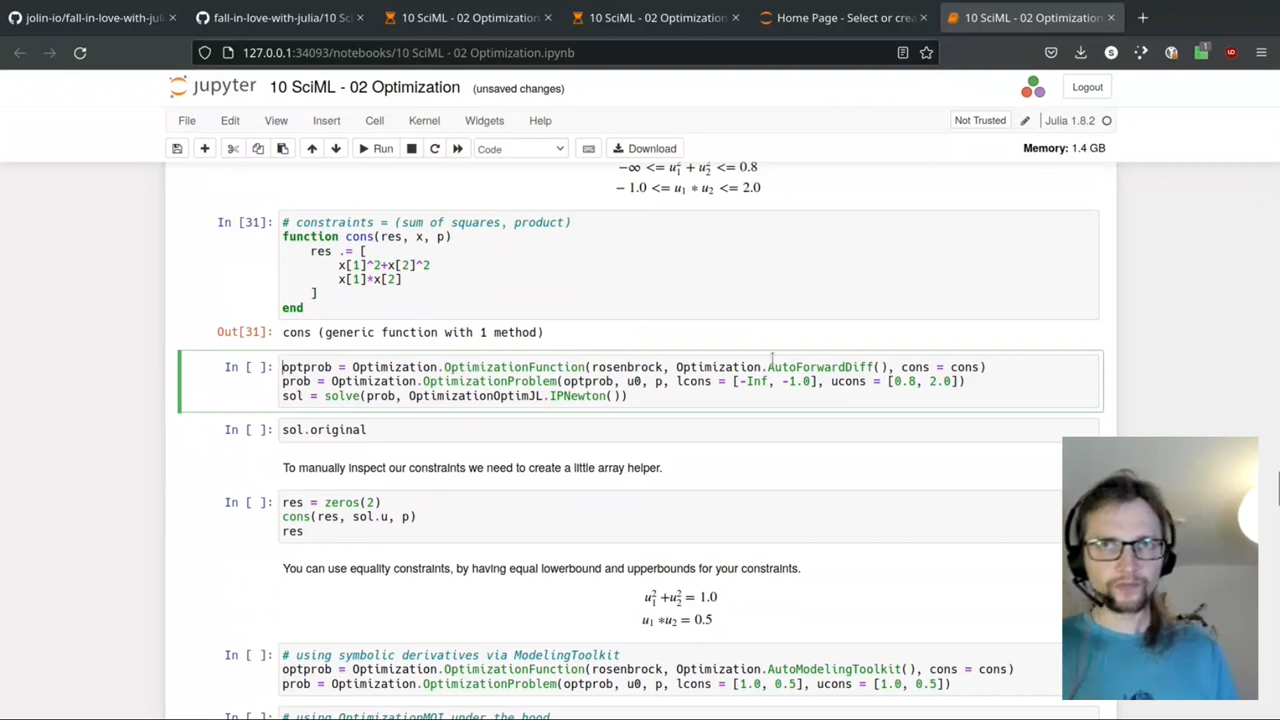 jolin-io/fall-in-love-with-juli
fall-in-love-with-julia/10 Sc
10 SciML - 02 Optimization
10 SciML - 02 Optimization
Home Page - Select or cre
10 SciML - 02 Optimization
127.0.0.1:34093/notebooks/10 SciML - 02 Optimization.ipynb
jupyter 10 SciML - 02 Optimization (unsaved changes) Logout
File Edit View Insert Cell Kernel Widgets Help Not Trusted Julia 1.8.2
Run Code Download Memory: 1.4 GB
−∞ <= u₁² + u₂² <= 0.8
− 1.0 <= u₁ ∗ u₂ <= 2.0
In [31]: # constraints = (sum of squares, product)
function cons(res, x, p)
res .= [
x[1]^2+x[2]^2
x[1]*x[2]
]
end
Out[31]: cons (generic function with 1 method)
In [ ]: optprob = Optimization.OptimizationFunction(rosenbrock, Optimization.AutoForwardDiff(), cons = cons)
prob = Optimization.OptimizationProblem(optprob, u0, p, lcons = [-Inf, -1.0], ucons = [0.8, 2.0])
sol = solve(prob, OptimizationOptimJL.IPNewton())
In [ ]: sol.original
To manually inspect our constraints we need to create a little array helper.
In [ ]: res = zeros(2)
cons(res, sol.u, p)
res
You can use equality constraints, by having equal lowerbound and upperbounds for your constraints.
u₁² +u₂² = 1.0
u₁ ∗u₂ = 0.5
In [ ]: # using symbolic derivatives via ModelingToolkit
optprob = Optimization.OptimizationFunction(rosenbrock, Optimization.AutoModelingToolkit(), cons = cons)
prob = Optimization.OptimizationProblem(optprob, u0, p, lcons = [1.0, 0.5], ucons = [1.0, 0.5])
In [ ]: # using OptimizationMOI under the hood